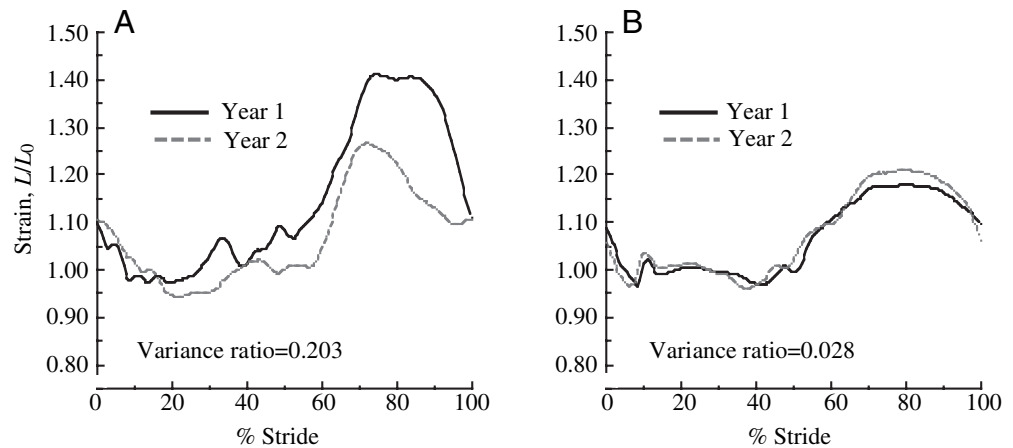 A
1.50
1.40
1.30
1.20
1.10
1.00
0.90
0.80
Strain, L/L0
Year 1
Year 2
Variance ratio=0.203
0 20 40 60 80 100
% Stride
B
1.50
1.40
1.30
1.20
1.10
1.00
0.90
0.80
Year 1
Year 2
Variance ratio=0.028
0 20 40 60 80 100
% Stride